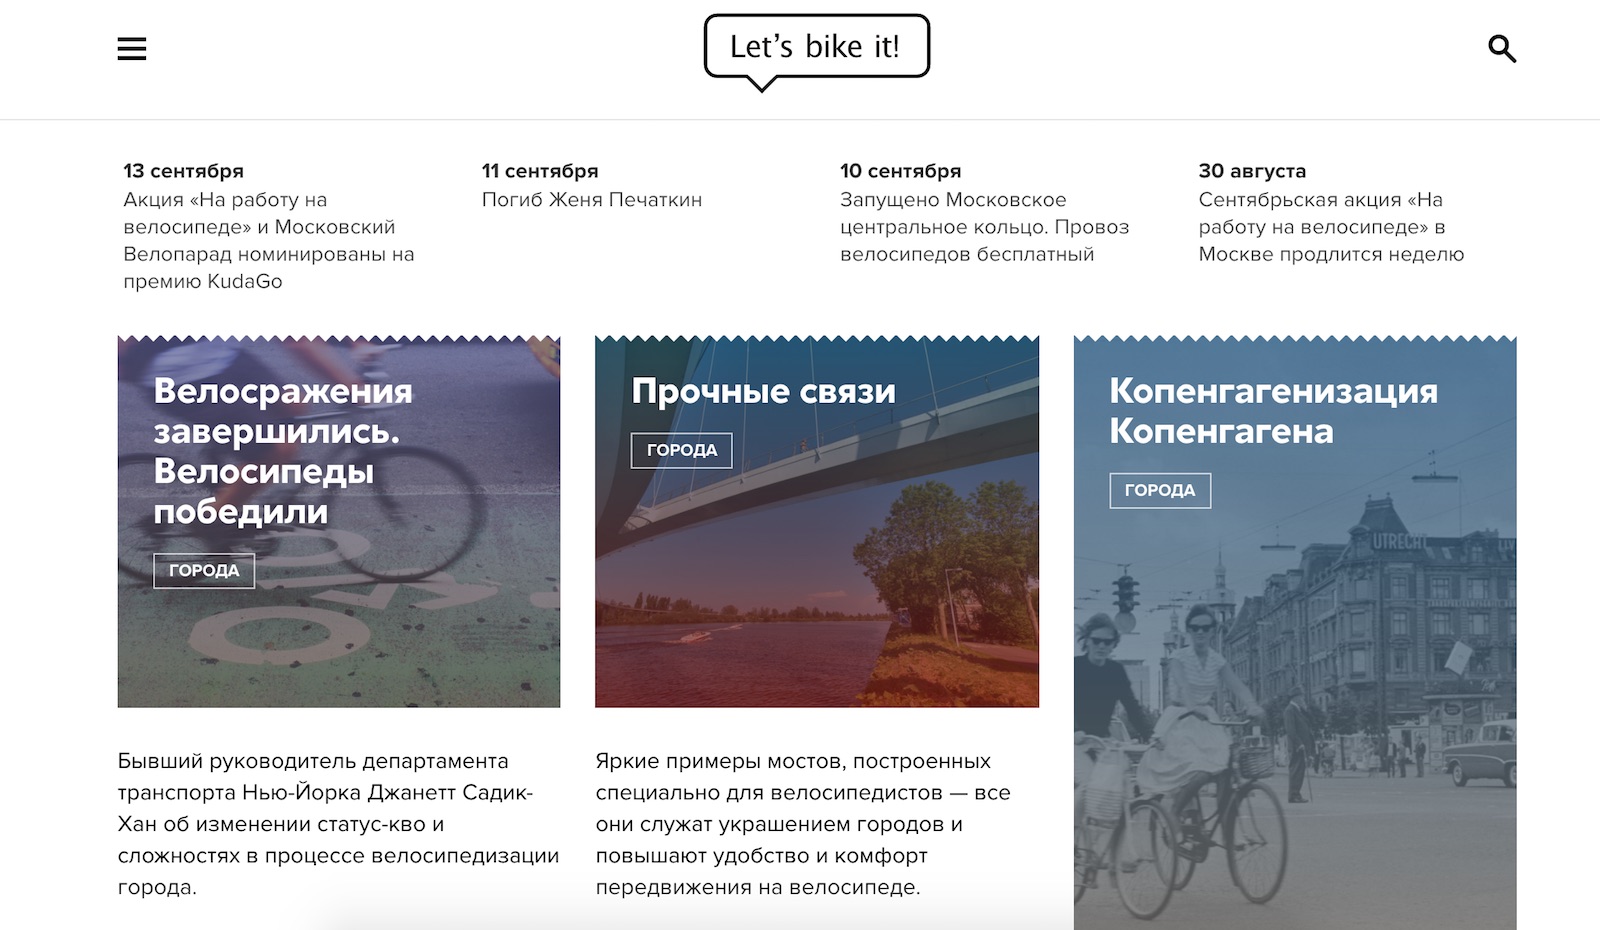 Let's bike it!
13 сентября
Акция «На работу на
велосипеде» и Московский
Велопарад номинированы на
премию KudaGo
11 сентября
Погиб Женя Печаткин
10 сентября
Запущено Московское
центральное кольцо. Провоз
велосипедов бесплатный
30 августа
Сентябрьская акция «На
работу на велосипеде» в
Москве продлится неделю
Велосражения
завершились.
Велосипеды
победили
ГОРОДА
Бывший руководитель департамента
транспорта Нью-Йорка Джанетт Садик-
Хан об изменении статус-кво и
сложностях в процессе велосипедизации
города.
Прочные связи
ГОРОДА
Яркие примеры мостов, построенных
специально для велосипедистов — все
они служат украшением городов и
повышают удобство и комфорт
передвижения на велосипеде.
Копенгагенизация
Копенгагена
ГОРОДА
UTRECHT